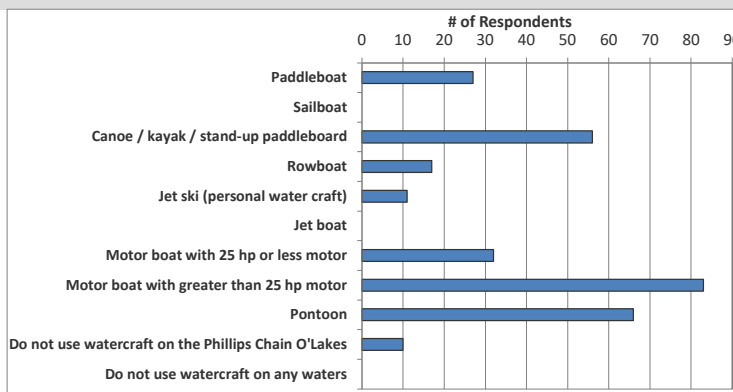 # of Respondents
0 10 20 30 40 50 60 70 80 90
Paddleboat
Sailboat
Canoe / kayak / stand-up paddleboard
Rowboat
Jet ski (personal water craft)
Jet boat
Motor boat with 25 hp or less motor
Motor boat with greater than 25 hp motor
Pontoon
Do not use watercraft on the Phillips Chain O'Lakes
Do not use watercraft on any waters